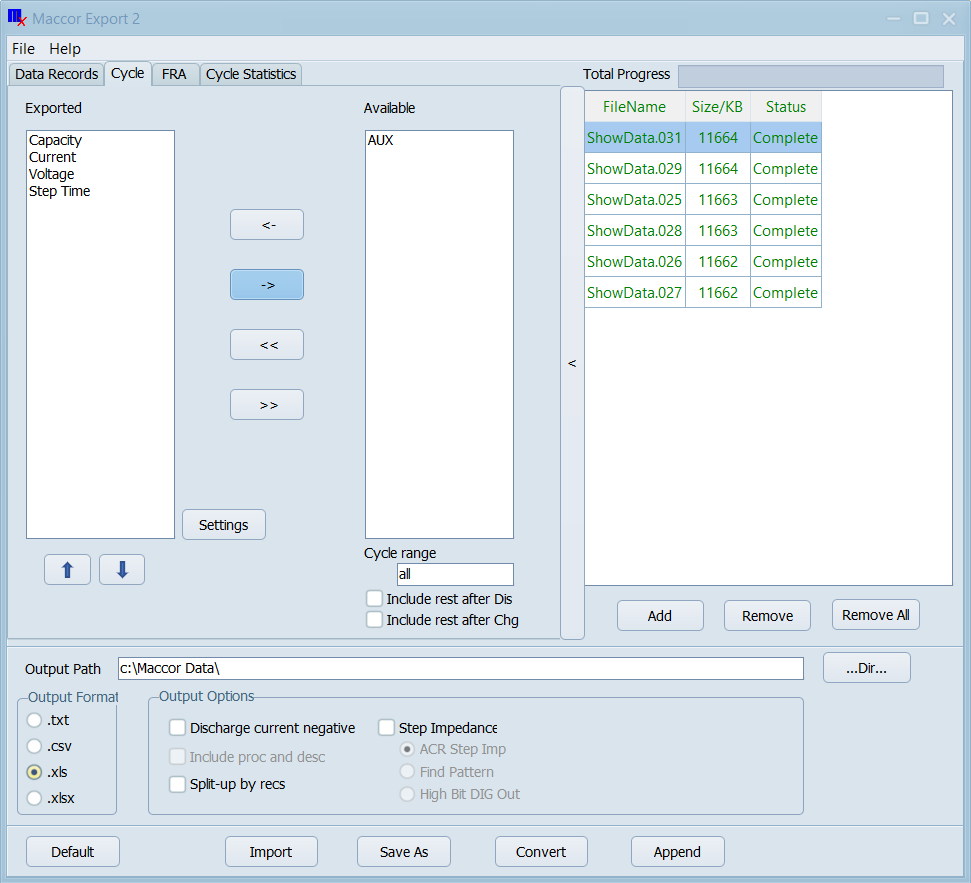 Maccor Export 2
File Help
Data Records Cycle FRA Cycle Statistics
Total Progress
Exported
Available
Capacity
Current
Voltage
Step Time
AUX
<-
->
<<
>>
Settings
Cycle range
all
Include rest after Dis
Include rest after Chg
<
FileName Size/KB Status
ShowData.031 11664 Complete
ShowData.029 11664 Complete
ShowData.025 11663 Complete
ShowData.028 11663 Complete
ShowData.026 11662 Complete
ShowData.027 11662 Complete
Add Remove Remove All
Output Path c:\Maccor Data\ ...Dir...
Output Format
.txt
.csv
.xls
.xlsx
Output Options
Discharge current negative
Include proc and desc
Split-up by recs
Step Impedance
ACR Step Imp
Find Pattern
High Bit DIG Out
Default Import Save As Convert Append